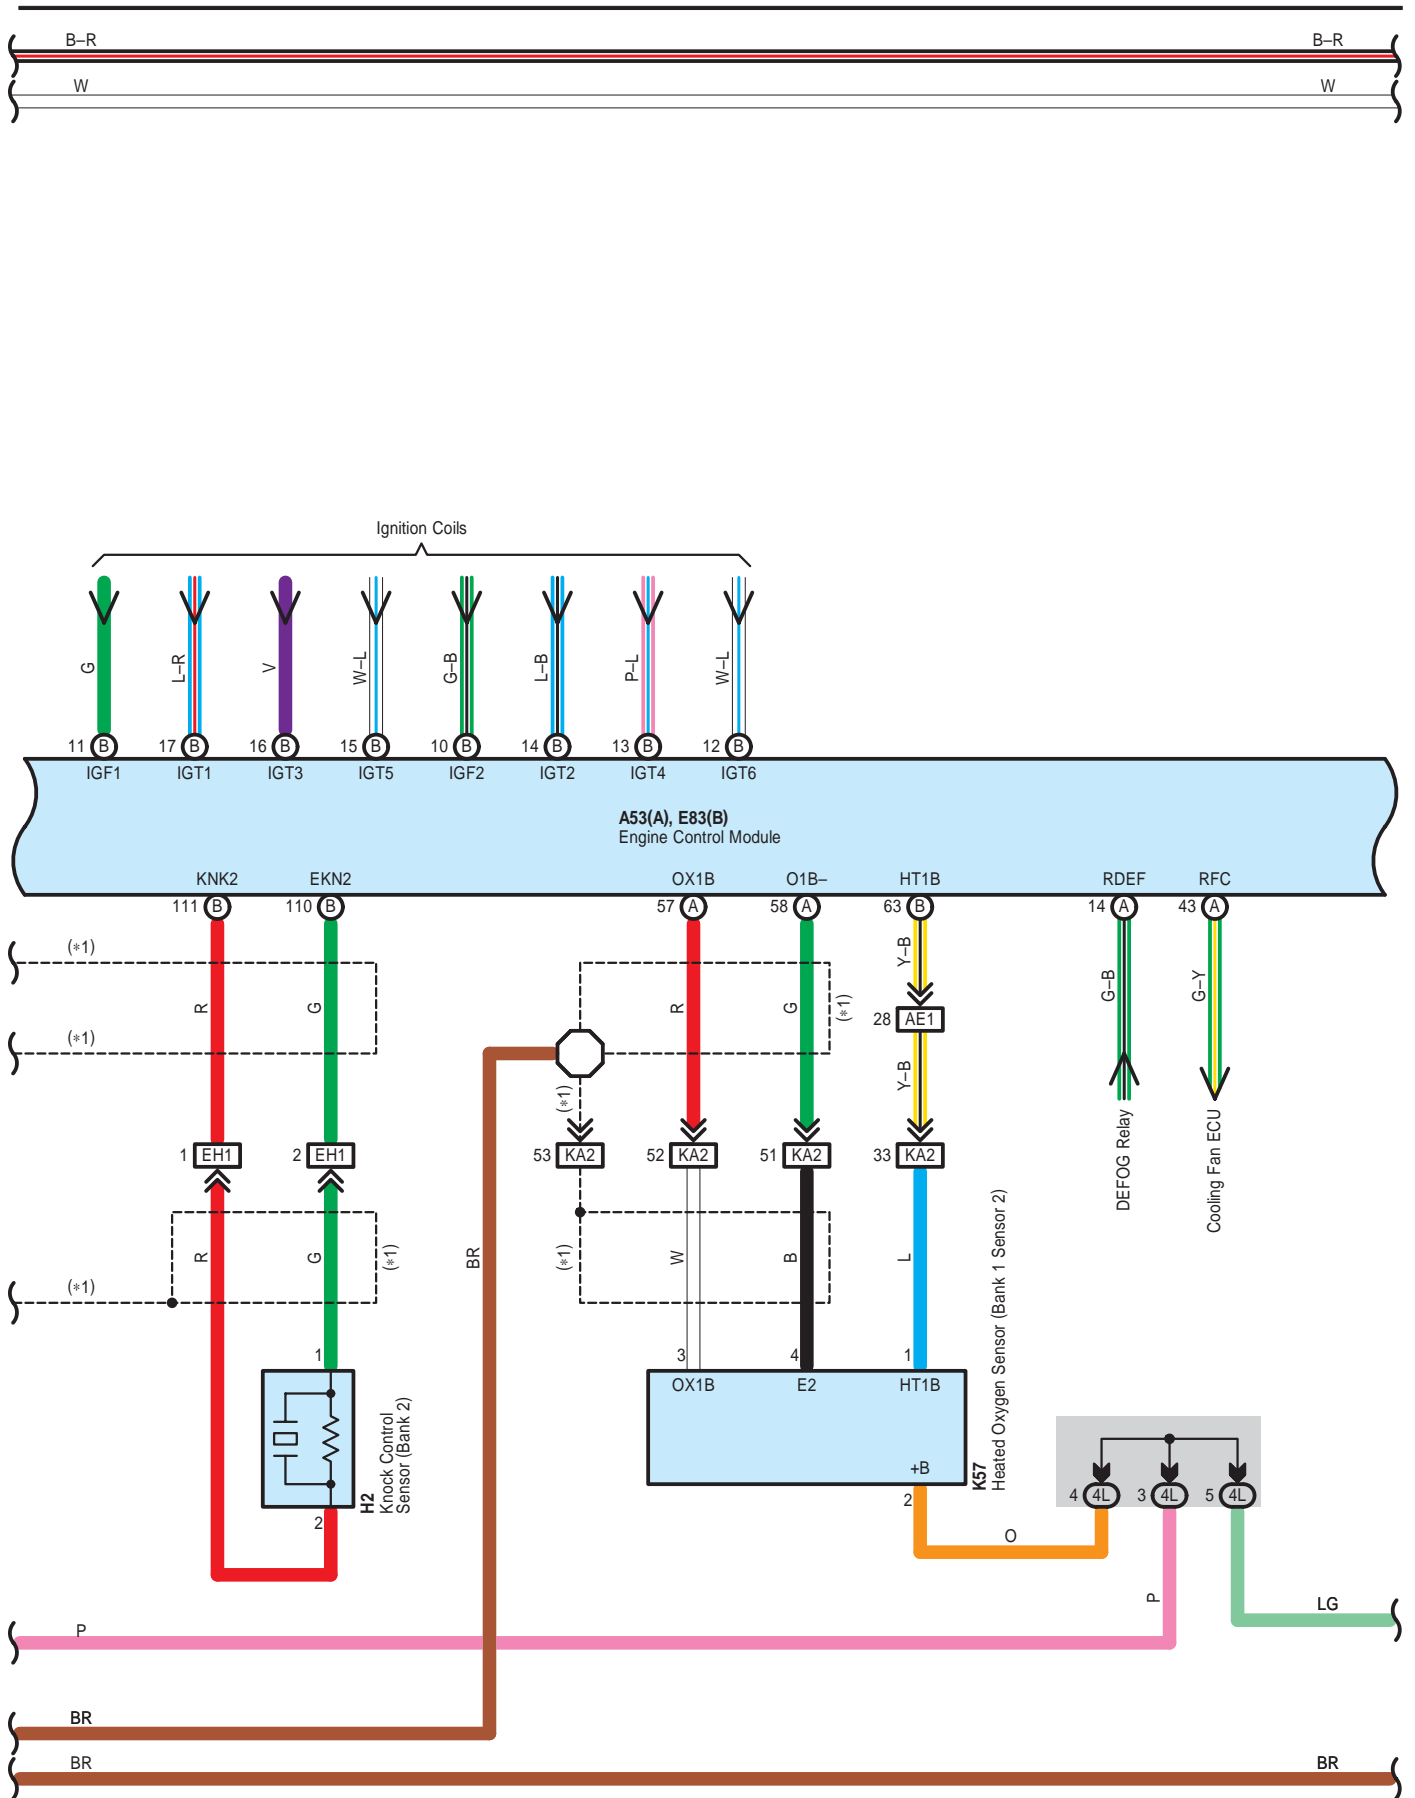 B–R B–R
W W
Ignition Coils
G L–R V W–L G–B L–B P–L W–L
11 B 17 B 16 B 15 B 10 B 14 B 13 B 12 B
IGF1 IGT1 IGT3 IGT5 IGF2 IGT2 IGT4 IGT6
A53(A), E83(B)
Engine Control Module
KNK2 EKN2 OX1B O1B– HT1B RDEF RFC
111 B 110 B 57 A 58 A 63 B 14 A 43 A
(*1)
Y–B
R G R G (*1) G–B G–Y
28 AE1
(*1)
Y–B
(*1)
1 EH1 2 EH1 53 KA2 52 KA2 51 KA2 33 KA2
DEFOG Relay
Cooling Fan ECU
R G (*1) BR (*1) W B L
(*1)
1 3 4 1
OX1B E2 HT1B
+B
H2
Knock Control
Sensor (Bank 2)
K57
Heated Oxygen Sensor (Bank 1 Sensor 2)
2 2
4 4L 3 4L 5 4L
O
P
LG
P
BR
BR BR